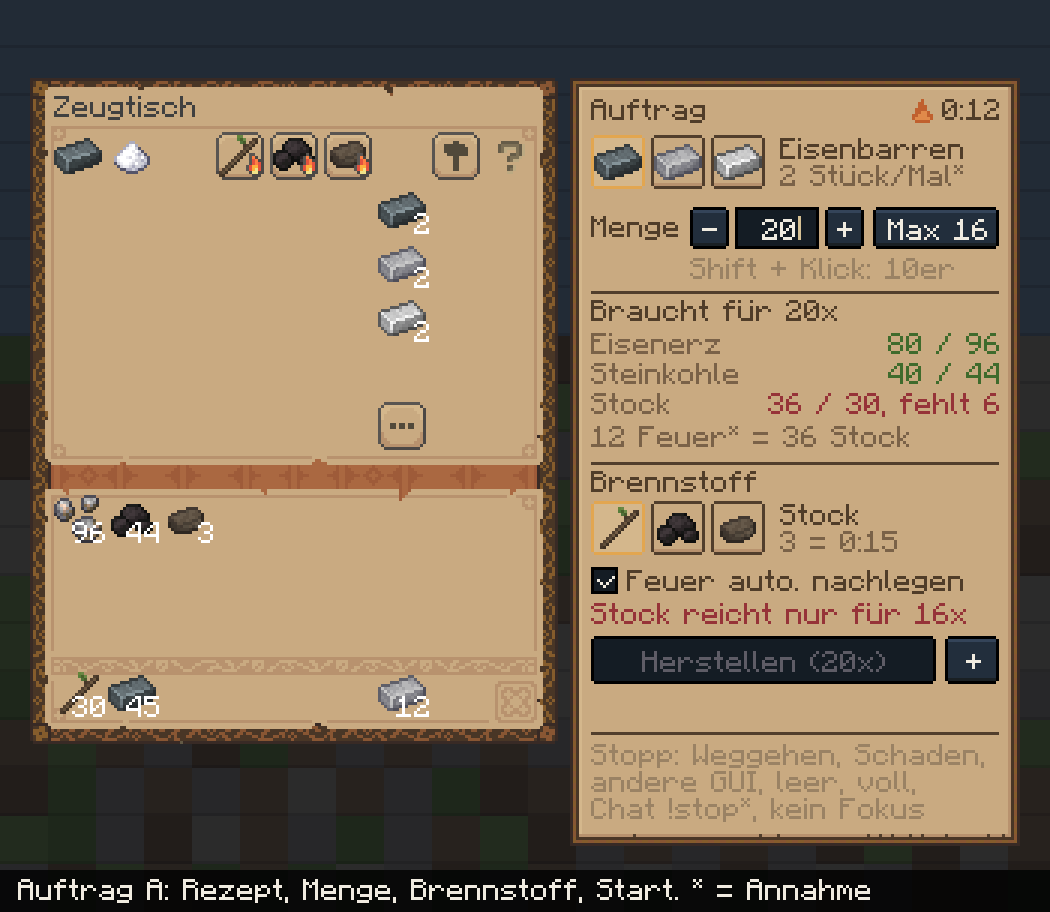 Zeugtisch
?
2
2
2
...
96 44 3
30 45 12
Auftrag 0:12
Eisenbarren
2 Stück/Mal*
Menge - 20 + Max 16
Shift + Klick: 10er
Braucht für 20x
Eisenerz 80 / 96
Steinkohle 40 / 44
Stock 36 / 30, fehlt 6
12 Feuer* = 36 Stock
Brennstoff
Stock
3 = 0:15
Feuer auto. nachlegen
Stock reicht nur für 16x
Herstellen (20x) +
Stopp: Weggehen, Schaden,
andere GUI, leer, voll,
Chat !stop*, kein Fokus
Auftrag A: Rezept, Menge, Brennstoff, Start. * = Annahme